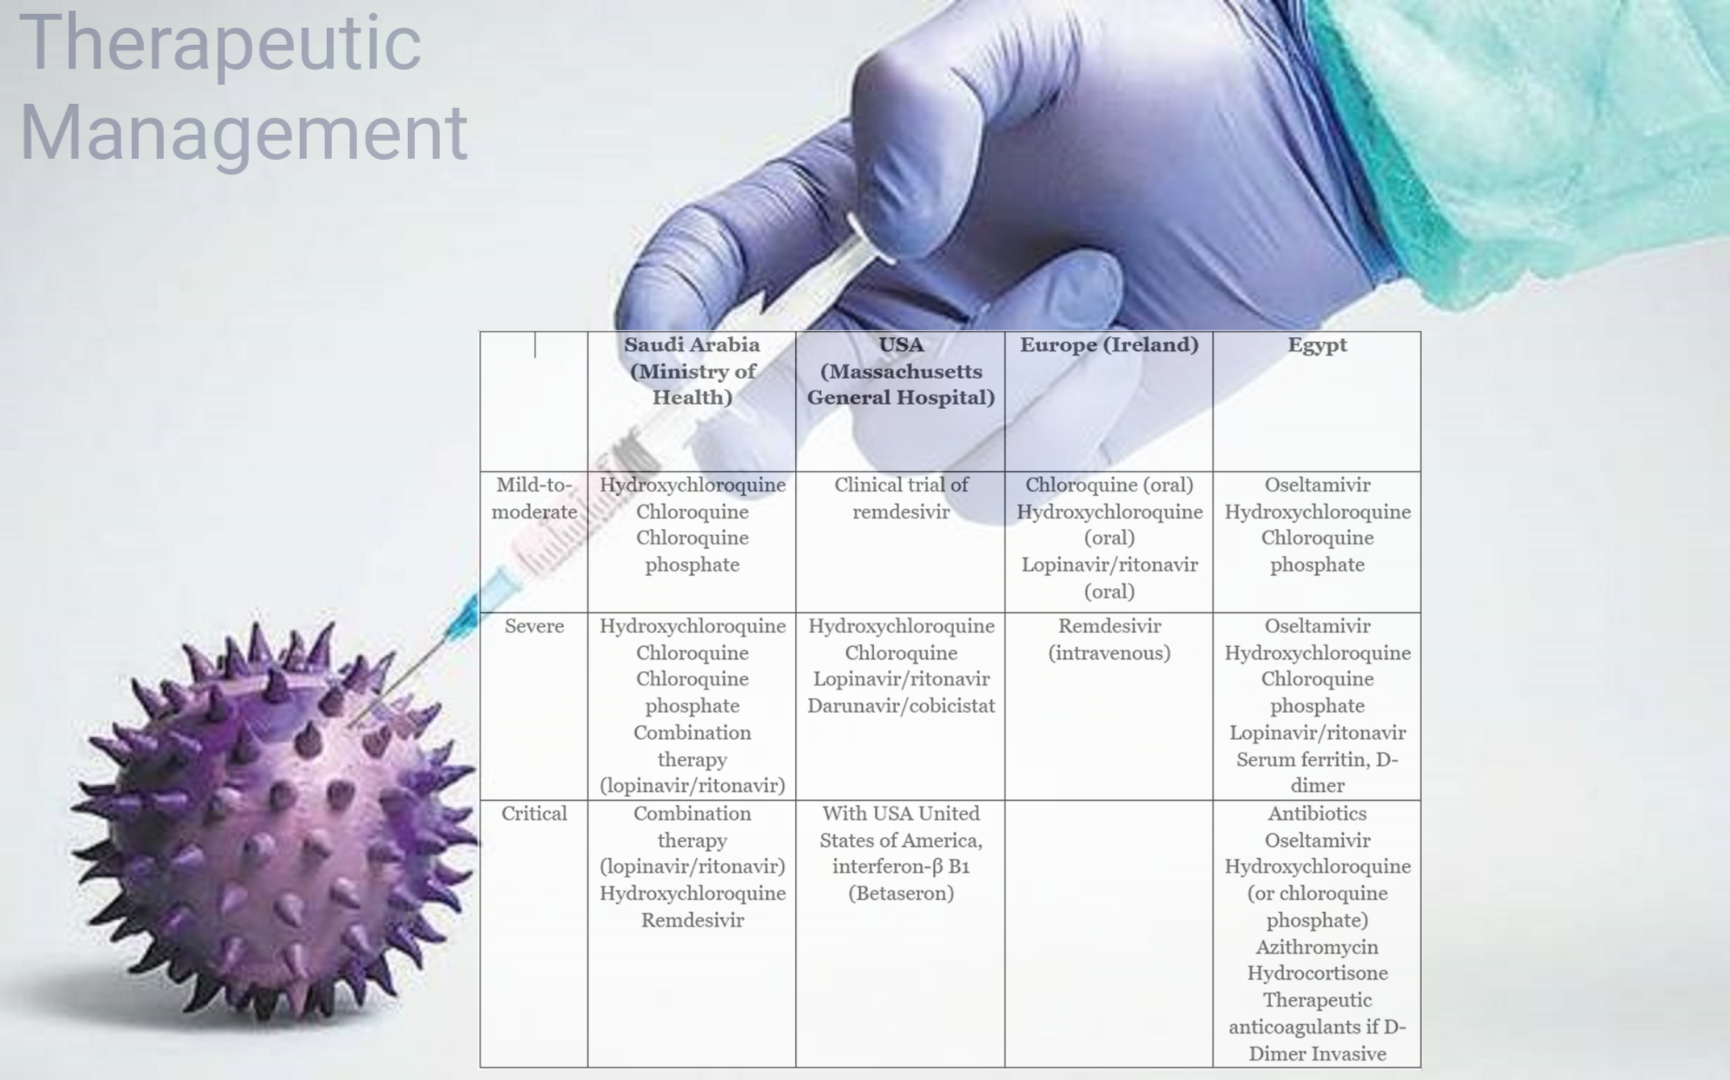 Therapeutic
Management
Saudi Arabia
(Ministry of
Health)
USA
(Massachusetts
General Hospital)
Europe (Ireland)
Egypt
Mild-to-
moderate
Hydroxychloroquine
Chloroquine
Chloroquine
phosphate
Clinical trial of
remdesivir
Chloroquine (oral)
Hydroxychloroquine
(oral)
Lopinavir/ritonavir
(oral)
Oseltamivir
Hydroxychloroquine
Chloroquine
phosphate
Severe
Hydroxychloroquine
Chloroquine
Chloroquine
phosphate
Combination
therapy
(lopinavir/ritonavir)
Hydroxychloroquine
Chloroquine
Lopinavir/ritonavir
Darunavir/cobicistat
Remdesivir
(intravenous)
Oseltamivir
Hydroxychloroquine
Chloroquine
phosphate
Lopinavir/ritonavir
Serum ferritin, D-
dimer
Critical
Combination
therapy
(lopinavir/ritonavir)
Hydroxychloroquine
Remdesivir
With USA United
States of America,
interferon-β B1
(Betaseron)
Antibiotics
Oseltamivir
Hydroxychloroquine
(or chloroquine
phosphate)
Azithromycin
Hydrocortisone
Therapeutic
anticoagulants if D-
Dimer Invasive